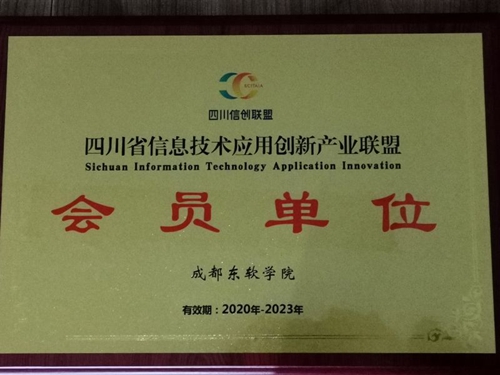 四川信创联盟
四川省信息技术应用创新产业联盟
Sichuan Information Technology Application Innovation
会员单位
成都东软学院
有效期：2020年-2023年